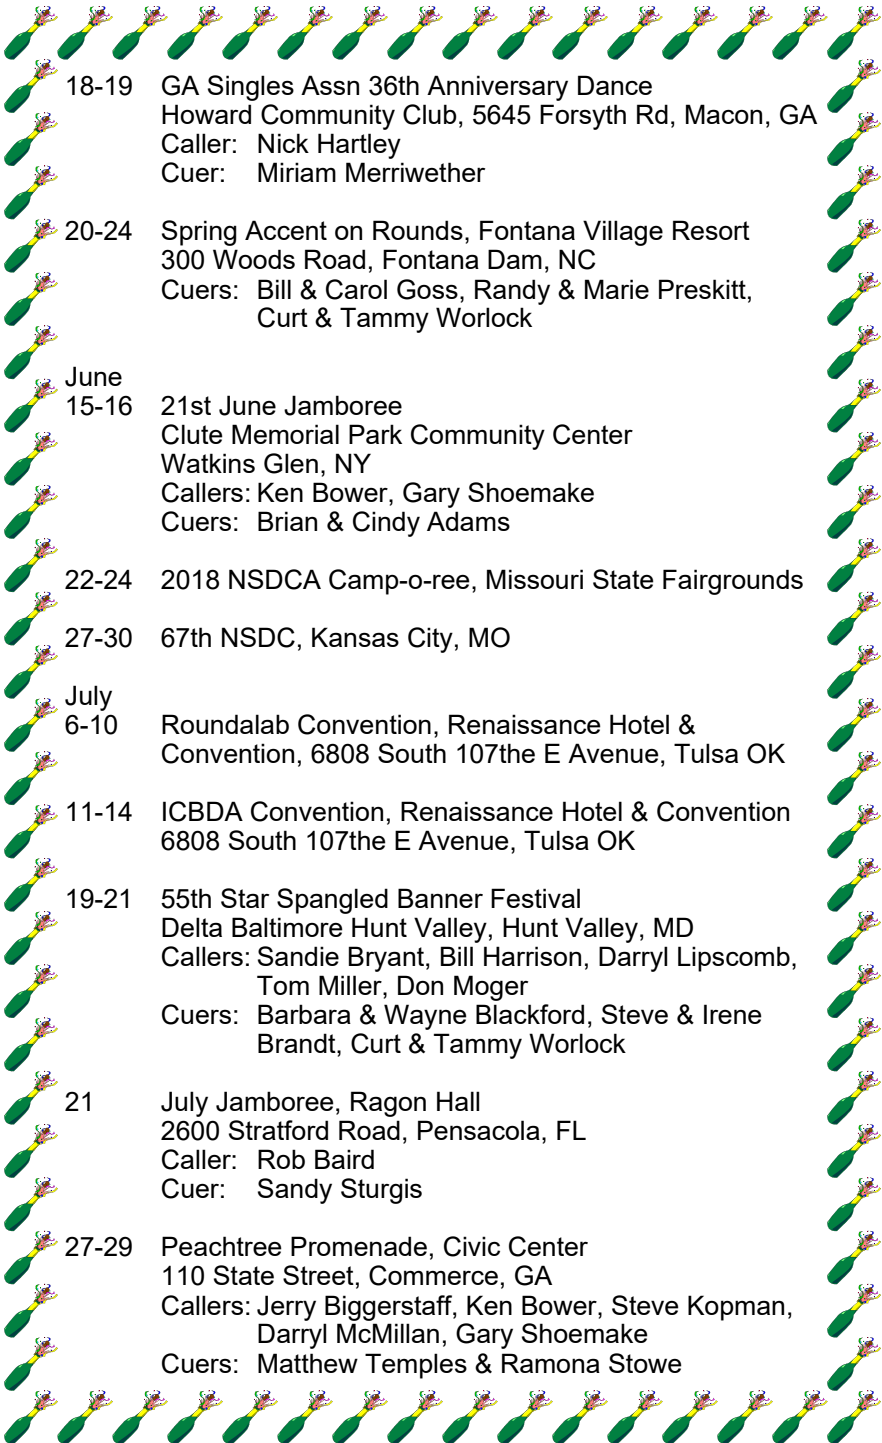 18-19 GA Singles Assn 36th Anniversary Dance
Howard Community Club, 5645 Forsyth Rd, Macon, GA
Caller: Nick Hartley
Cuer: Miriam Merriwether
20-24 Spring Accent on Rounds, Fontana Village Resort
300 Woods Road, Fontana Dam, NC
Cuers: Bill & Carol Goss, Randy & Marie Preskitt,
Curt & Tammy Worlock
June
15-16 21st June Jamboree
Clute Memorial Park Community Center
Watkins Glen, NY
Callers: Ken Bower, Gary Shoemake
Cuers: Brian & Cindy Adams
22-24 2018 NSDCA Camp-o-ree, Missouri State Fairgrounds
27-30 67th NSDC, Kansas City, MO
July
6-10 Roundalab Convention, Renaissance Hotel &
Convention, 6808 South 107the E Avenue, Tulsa OK
11-14 ICBDA Convention, Renaissance Hotel & Convention
6808 South 107the E Avenue, Tulsa OK
19-21 55th Star Spangled Banner Festival
Delta Baltimore Hunt Valley, Hunt Valley, MD
Callers: Sandie Bryant, Bill Harrison, Darryl Lipscomb,
Tom Miller, Don Moger
Cuers: Barbara & Wayne Blackford, Steve & Irene
Brandt, Curt & Tammy Worlock
21 July Jamboree, Ragon Hall
2600 Stratford Road, Pensacola, FL
Caller: Rob Baird
Cuer: Sandy Sturgis
27-29 Peachtree Promenade, Civic Center
110 State Street, Commerce, GA
Callers: Jerry Biggerstaff, Ken Bower, Steve Kopman,
Darryl McMillan, Gary Shoemake
Cuers: Matthew Temples & Ramona Stowe